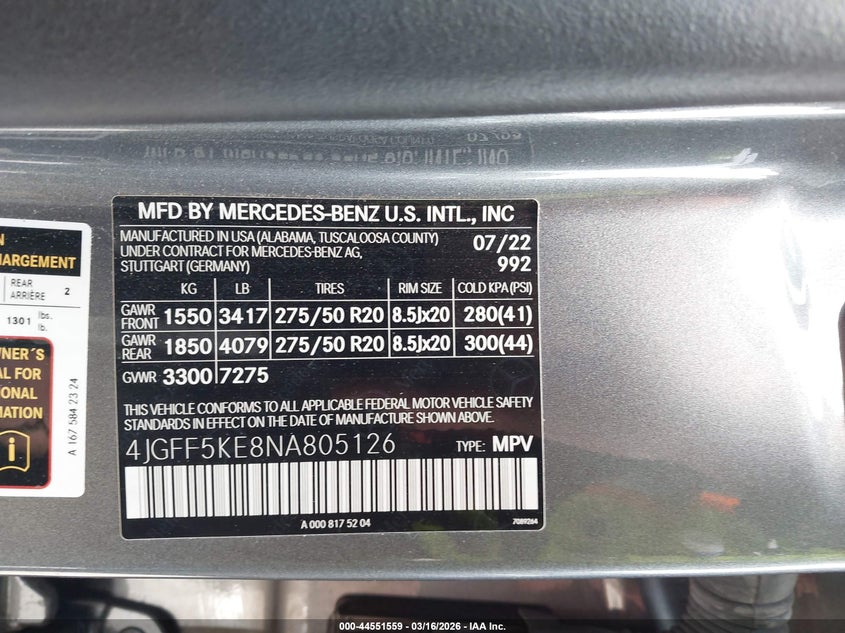 MFD BY MERCEDES-BENZ U.S. INTL., INC
MANUFACTURED IN USA (ALABAMA, TUSCALOOSA COUNTY) 07/22
UNDER CONTRACT FOR MERCEDES-BENZ AG,
STUTTGART (GERMANY) 992
KG LB TIRES RIM SIZE COLD KPA (PSI)
GAWR FRONT 1550 3417 275/50 R20 8.5Jx20 280(41)
GAWR REAR 1850 4079 275/50 R20 8.5Jx20 300(44)
GVWR 3300 7275
THIS VEHICLE CONFORMS TO ALL APPLICABLE FEDERAL MOTOR VEHICLE SAFETY
STANDARDS IN EFFECT ON THE DATE OF MANUFACTURE SHOWN ABOVE.
4JGFF5KE8NA805126 TYPE: MPV
A 000 817 52 04
7089264
REAR
ARRIÈRE 2
1301 lbs.
lb.
FOR
A 167 584 23 24
000-44551559 — 03/16/2026 — IAA Inc.